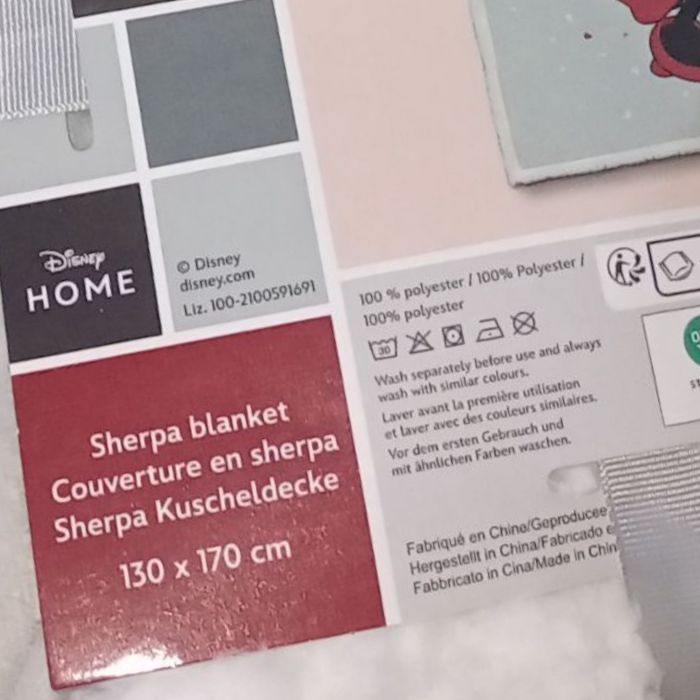 Disney
HOME
© Disney
disney.com
Liz. 100-2100591691
Sherpa blanket
Couverture en sherpa
Sherpa Kuscheldecke
130 x 170 cm
100 % polyester / 100% Polyester /
100% polyester
30
Wash separately before use and always
wash with similar colours.
Laver avant la première utilisation
et laver avec des couleurs similaires.
Vor dem ersten Gebrauch und
mit ähnlichen Farben waschen.
Fabriqué en Chine/Geproducee
Hergestellt in China/Fabricado e
Fabbricato in Cina/Made in Chin